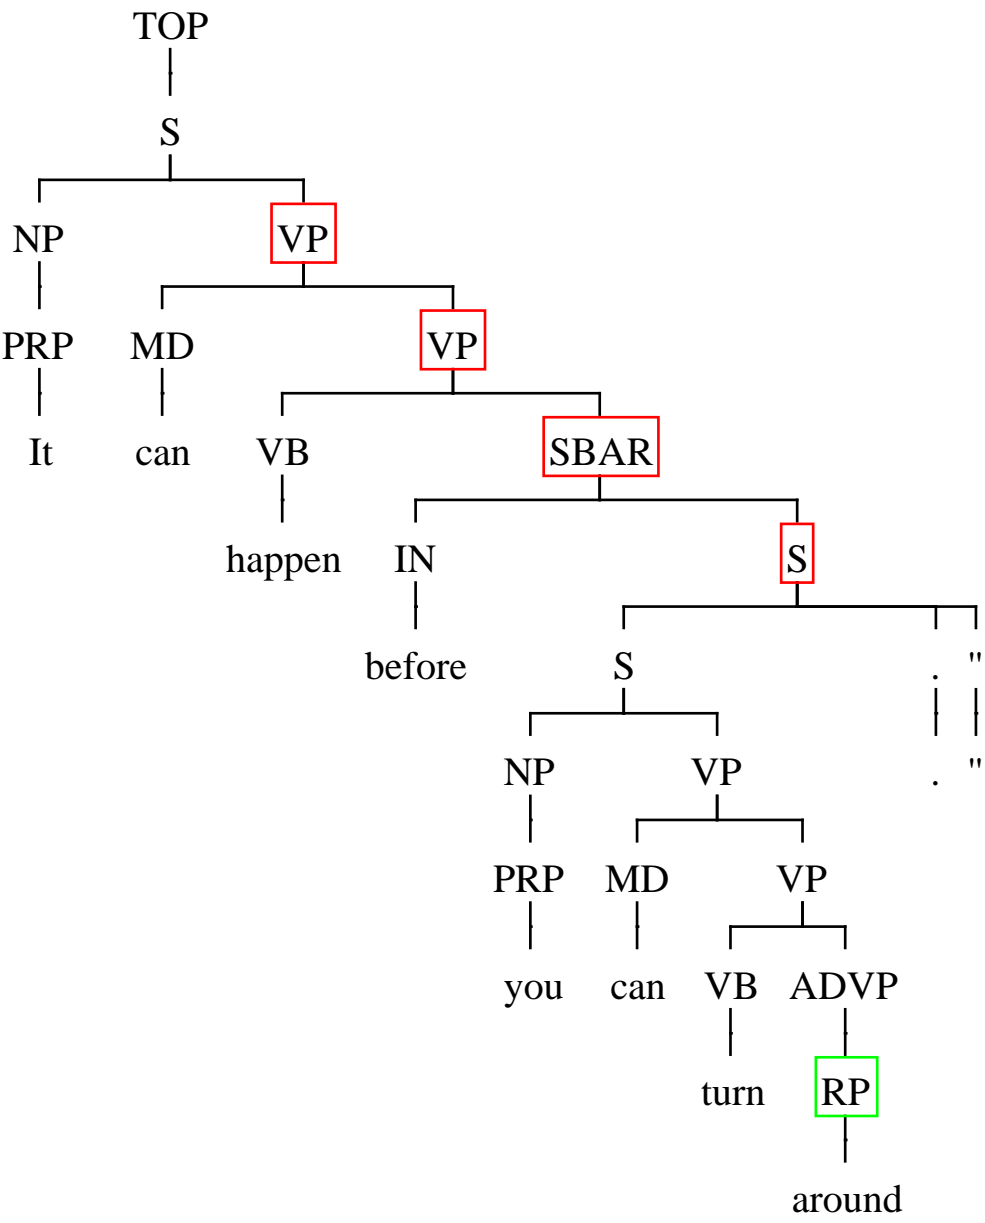 TOP
S
NP VP
PRP MD VP
It can VB SBAR
happen IN S
before S . "
NP VP . "
PRP MD VP
you can VB ADVP
turn RP
around